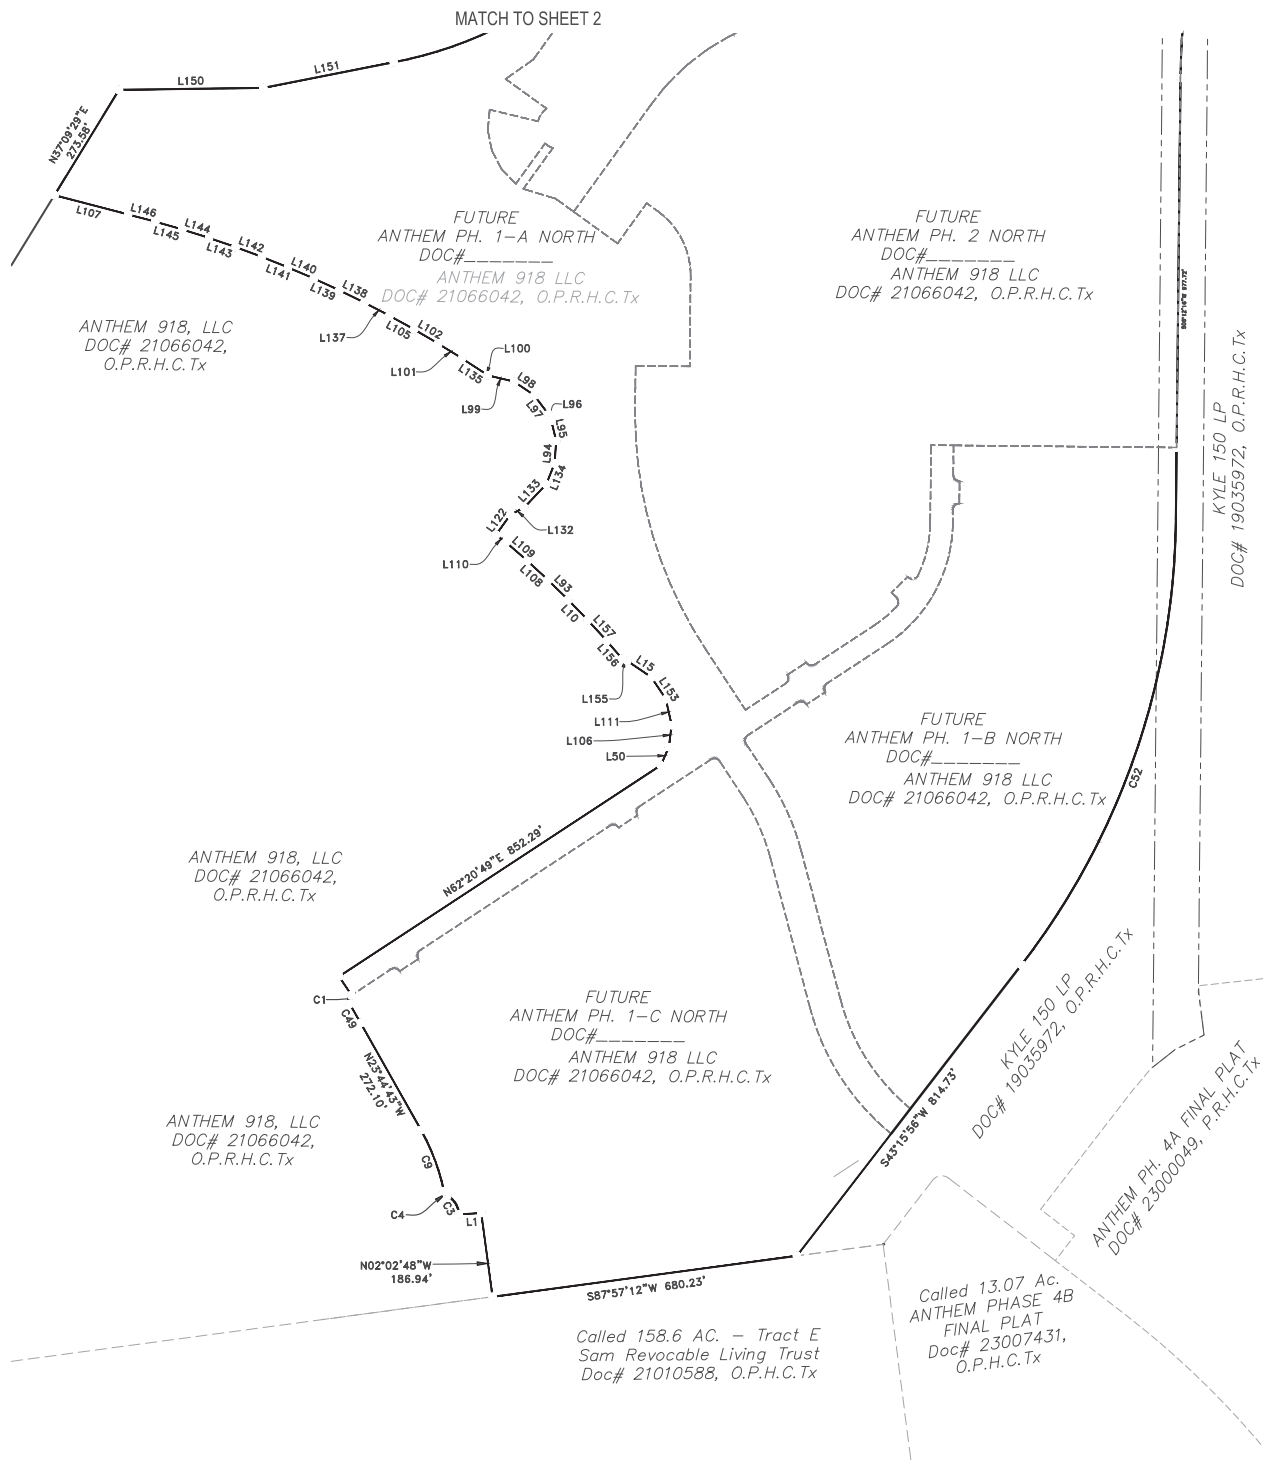 MATCH TO SHEET 2
L151
L150
N37°09'29"E
273.58'
L107
L146
L145
L144
L143
L142
L141
L140
L139
L138
L137
L105
L102
L101
L135
L100
L99
L98
L97
L96
L95
L94
L134
L133
L132
L122
L110
L109
L108
L93
L10
L157
L156
L155
L15
L153
L111
L106
L50
FUTURE
ANTHEM PH. 1-A NORTH
DOC#_______
ANTHEM 918 LLC
DOC# 21066042, O.P.R.H.C.Tx
FUTURE
ANTHEM PH. 2 NORTH
DOC#_______
ANTHEM 918 LLC
DOC# 21066042, O.P.R.H.C.Tx
ANTHEM 918, LLC
DOC# 21066042,
O.P.R.H.C.Tx
KYLE 150 LP
DOC# 19035972, O.P.R.H.C.Tx
FUTURE
ANTHEM PH. 1-B NORTH
DOC#_______
ANTHEM 918 LLC
DOC# 21066042, O.P.R.H.C.Tx
C52
N62°20'49"E 852.29'
ANTHEM 918, LLC
DOC# 21066042,
O.P.R.H.C.Tx
C1
C49
N23°44'43"W
272.10'
FUTURE
ANTHEM PH. 1-C NORTH
DOC#_______
ANTHEM 918 LLC
DOC# 21066042, O.P.R.H.C.Tx
KYLE 150 LP
DOC# 19035972, O.P.R.H.C.Tx
S43°15'56"W 814.73'
ANTHEM PH. 4A FINAL PLAT
DOC# 23000049, P.R.H.C.Tx
ANTHEM 918, LLC
DOC# 21066042,
O.P.R.H.C.Tx
C9
C4
C3
L1
N02°02'48"W
186.94'
S87°57'12"W 680.23'
Called 13.07 Ac.
ANTHEM PHASE 4B
FINAL PLAT
Doc# 23007431,
O.P.H.C.Tx
Called 158.6 AC. – Tract E
Sam Revocable Living Trust
Doc# 21010588, O.P.H.C.Tx